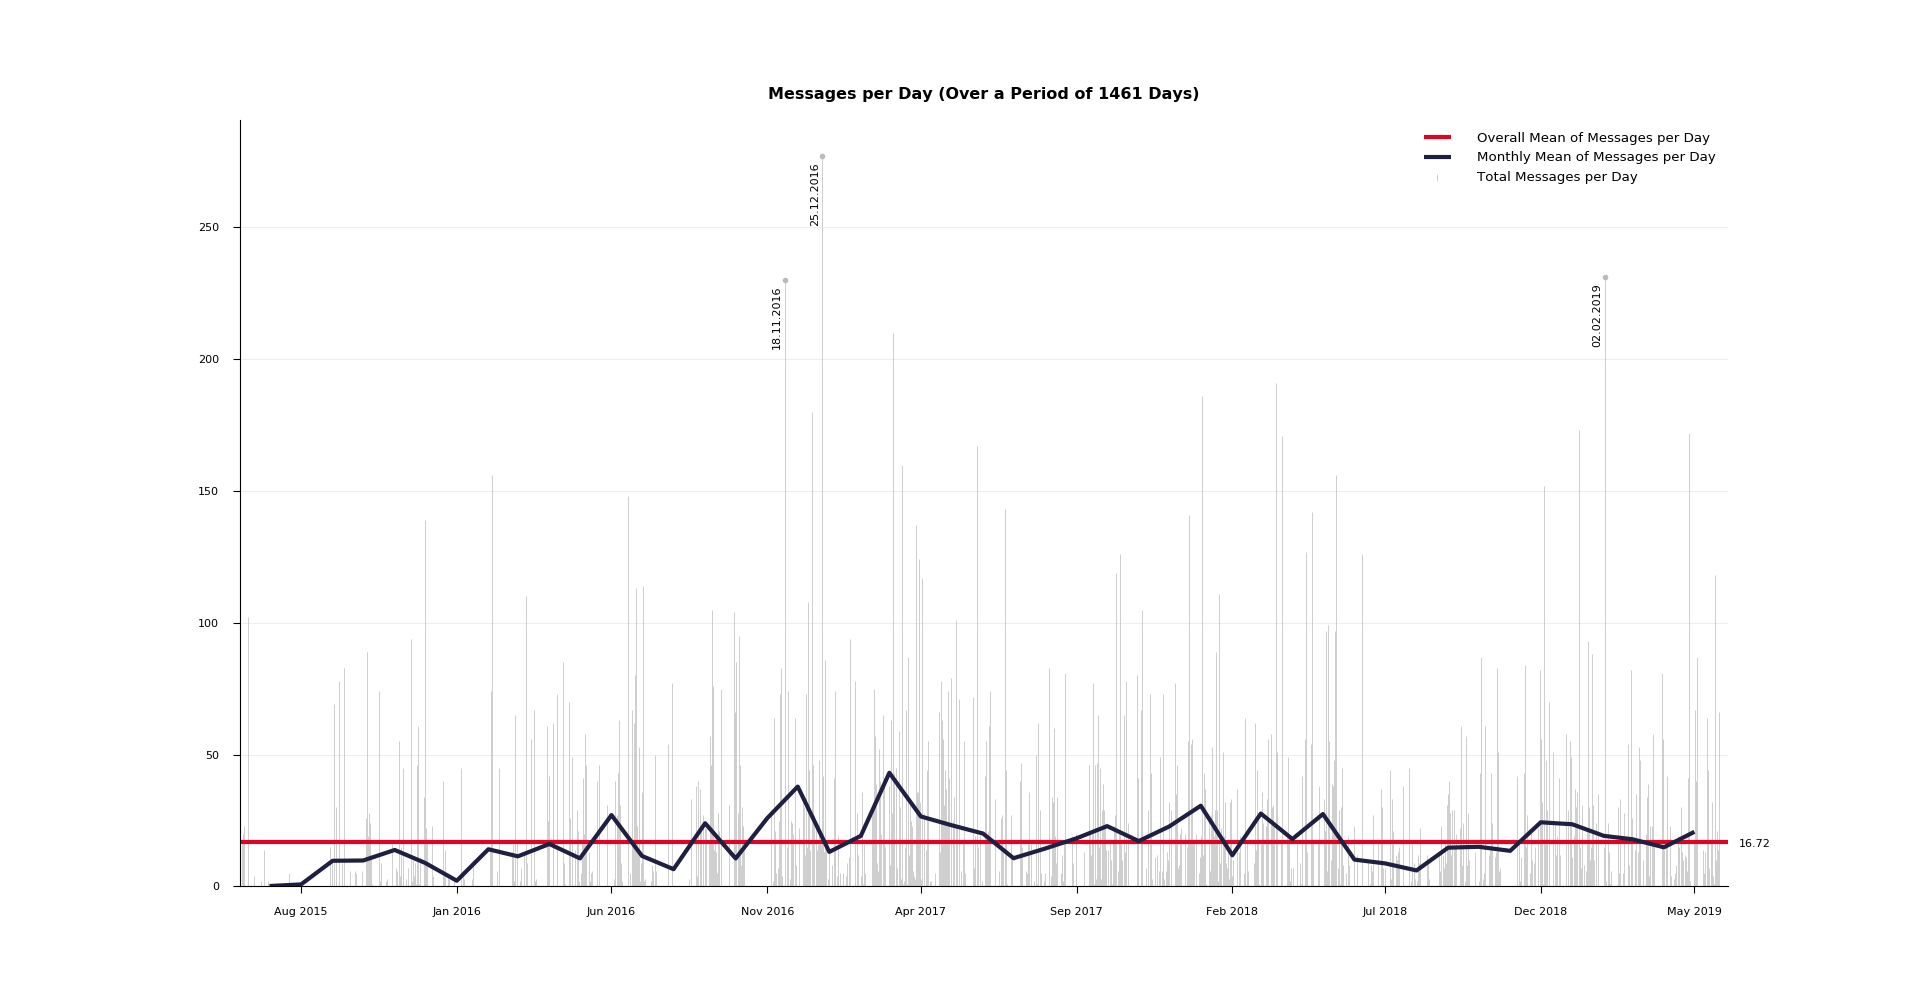 Messages per Day (Over a Period of 1461 Days)
Overall Mean of Messages per Day
Monthly Mean of Messages per Day
Total Messages per Day
25.12.2016
18.11.2016
02.02.2019
250
200
150
100
50
0
16.72
Aug 2015 Jan 2016 Jun 2016 Nov 2016 Apr 2017 Sep 2017 Feb 2018 Jul 2018 Dec 2018 May 2019